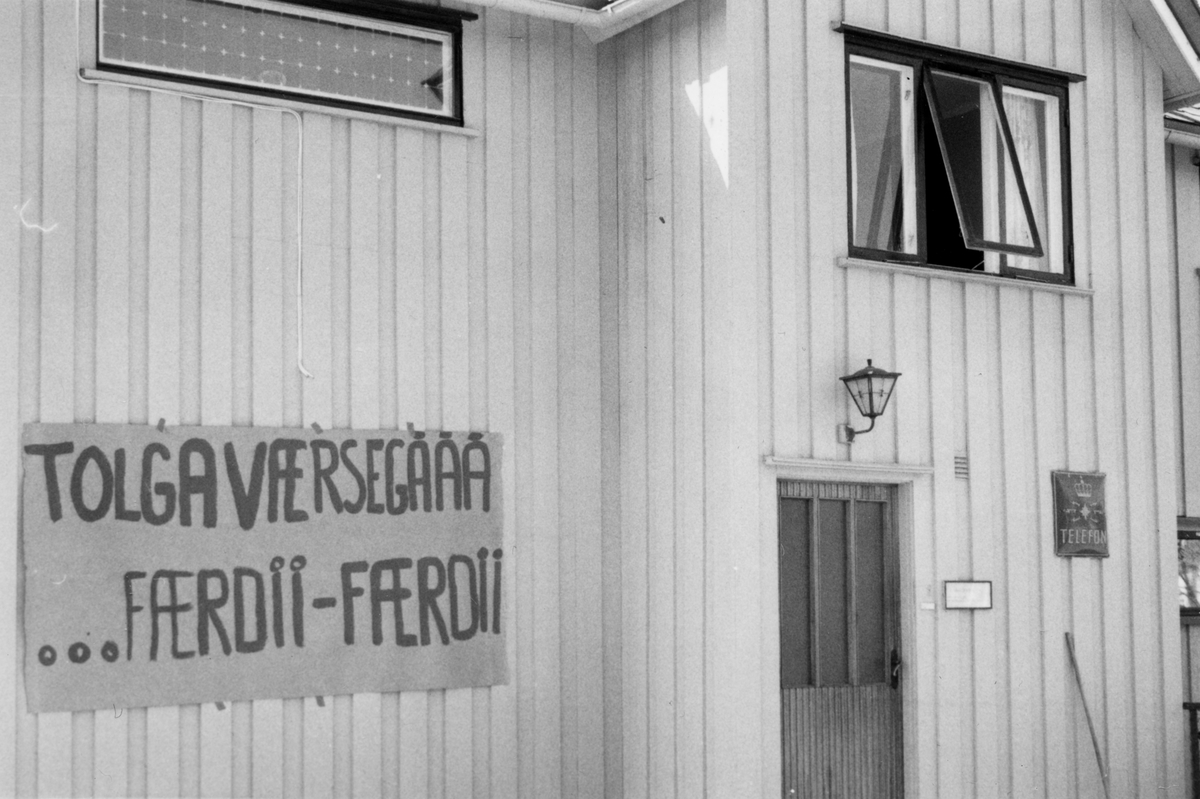 TOLGA VÆRSEGÅÅÅ
...FÆRDII-FÆRDII
TELEFON